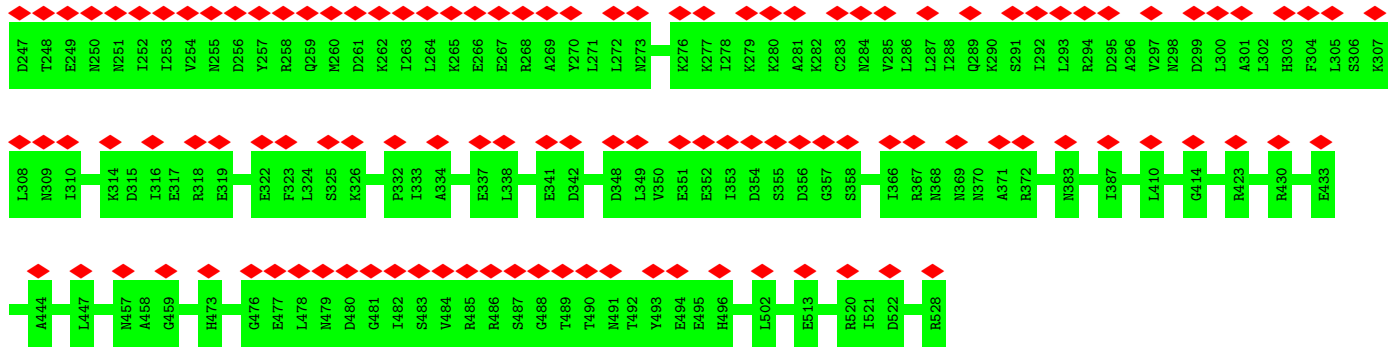 D247 T248 E249 N250 N251 I252 I253 V254 N255 D256 Y257 R258 Q259 M260 D261 K262 I263 L264 K265 E266 E267 R268 A269 Y270 L271 L272 N273 K276 K277 I278 K279 K280 A281 K282 C283 N284 V285 L286 L287 I288 Q289 K290 S291 I292 L293 R294 D295 A296 V297 N298 D299 L300 A301 L302 H303 F304 L305 S306 K307
L308 N309 I310 K314 D315 I316 E317 R318 E319 E322 F323 L324 S325 K326 P332 I333 A334 E337 L338 E341 D342 D348 L349 V350 E351 E352 I353 D354 S355 D356 G357 S358 I366 R367 N368 N369 N370 A371 R372 N383 I387 L410 G414 R423 R430 E433
A444 L447 N457 A458 G459 H473 G476 E477 L478 N479 D480 G481 I482 S483 V484 R485 R486 S487 G488 T489 T490 N491 T492 Y493 E494 E495 H496 L502 E513 R520 I521 D522 R528